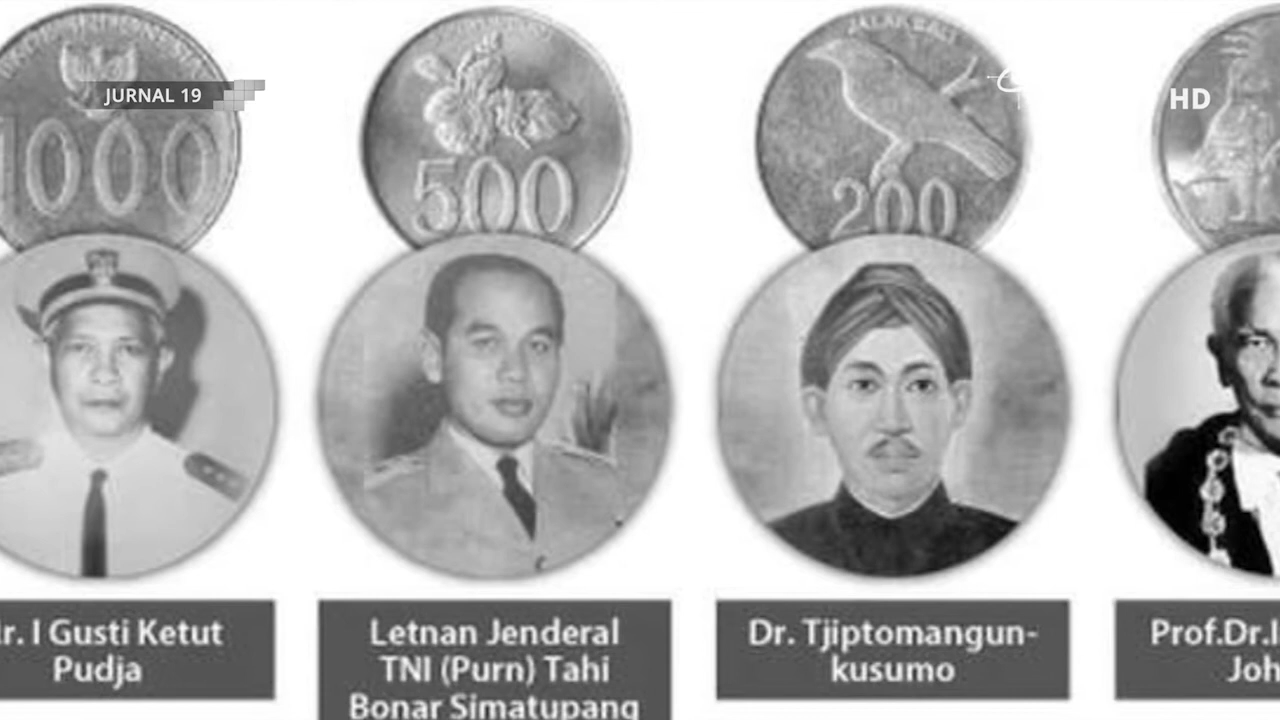 JURNAL 19
HD
1000
500
JALAK BALI
200
I Gusti Ketut
Pudja
Letnan Jenderal
TNI (Purn) Tahi
Bonar Simatupang
Dr. Tjiptomangun-
kusumo
Prof.Dr.I
Joh